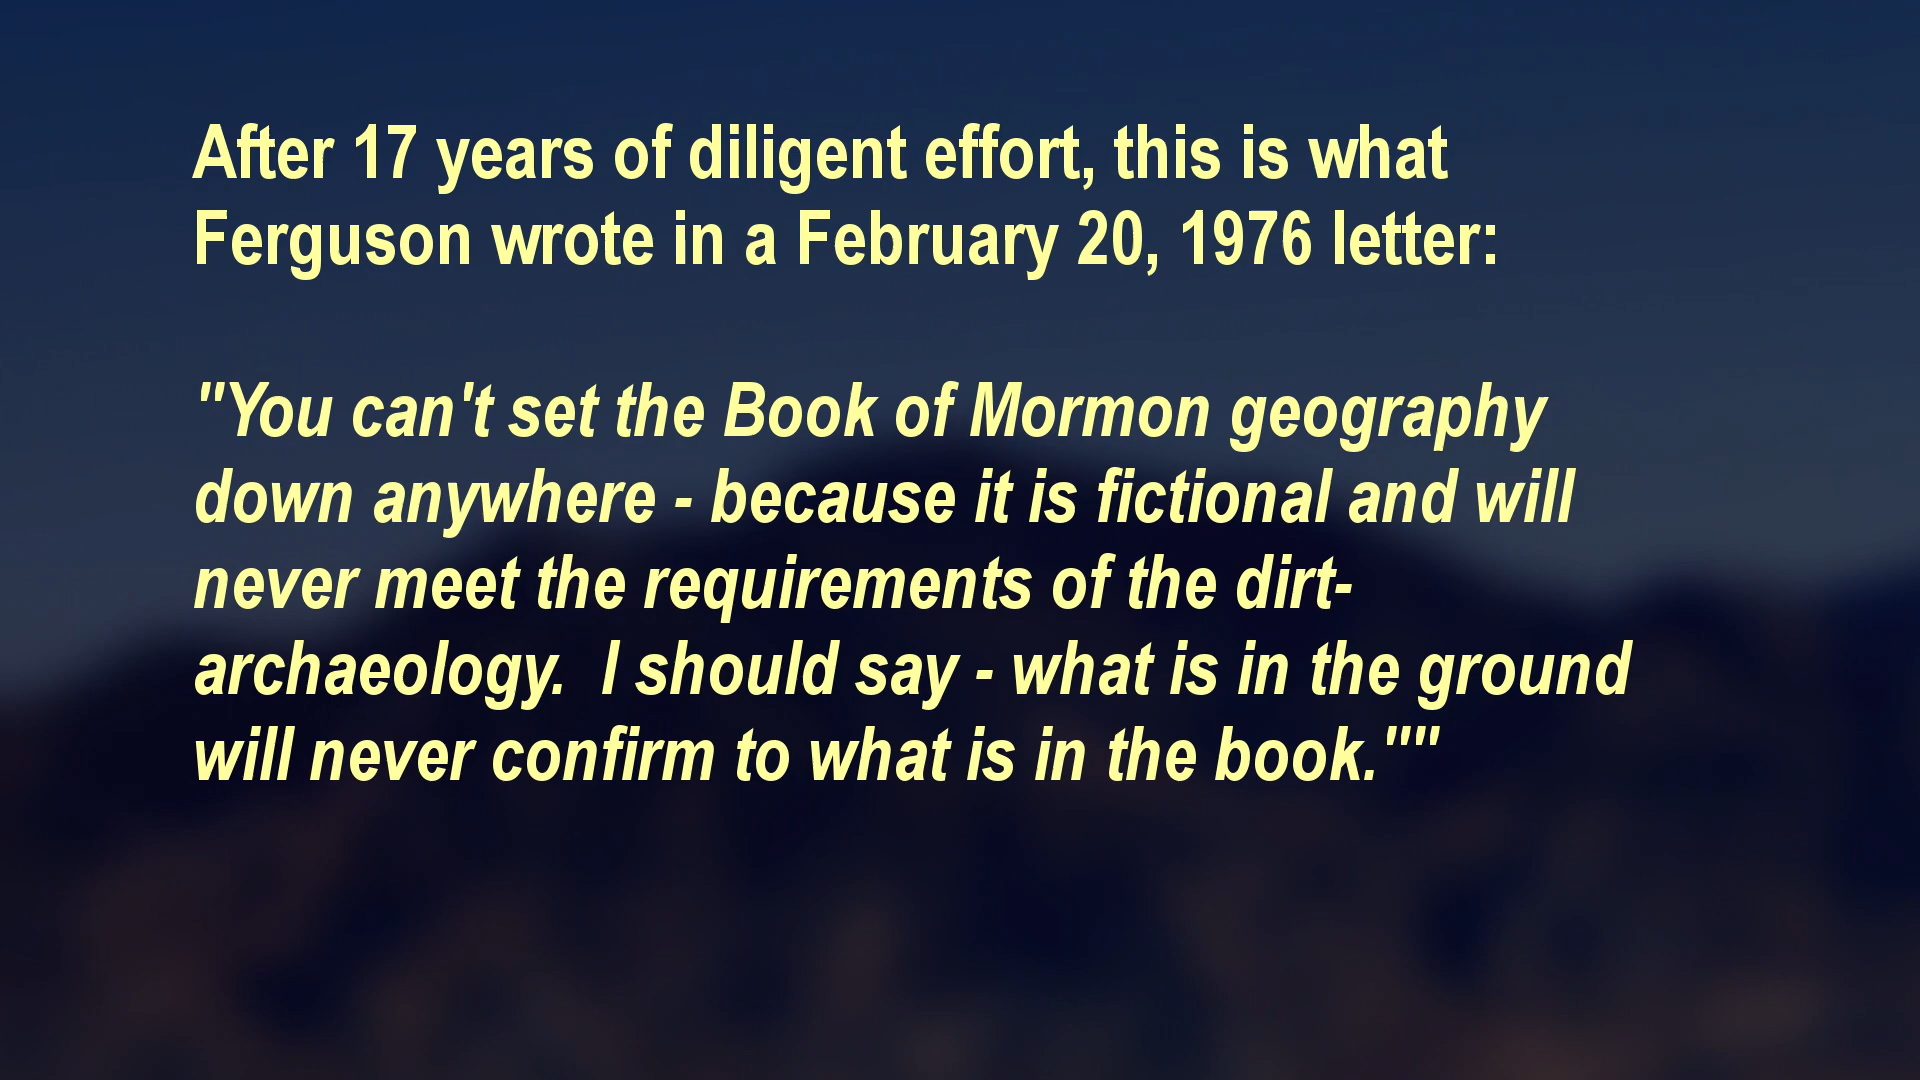 After 17 years of diligent effort, this is what
Ferguson wrote in a February 20, 1976 letter:
"You can't set the Book of Mormon geography
down anywhere - because it is fictional and will
never meet the requirements of the dirt-
archaeology.  I should say - what is in the ground
will never confirm to what is in the book.""